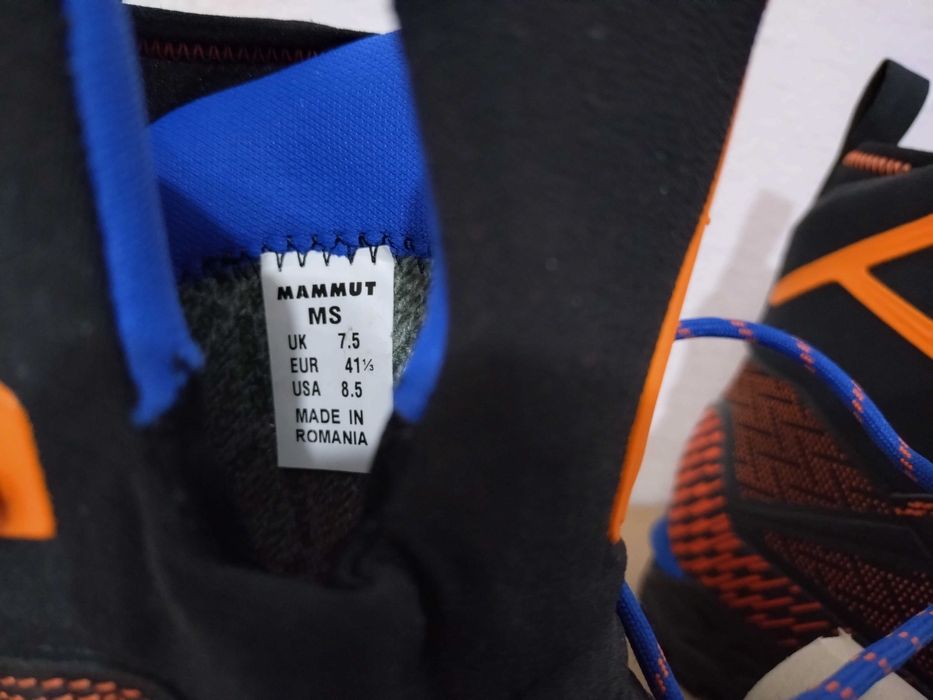 MAMMUT
MS
UK 7.5
EUR 41⅓
USA 8.5
MADE IN
ROMANIA